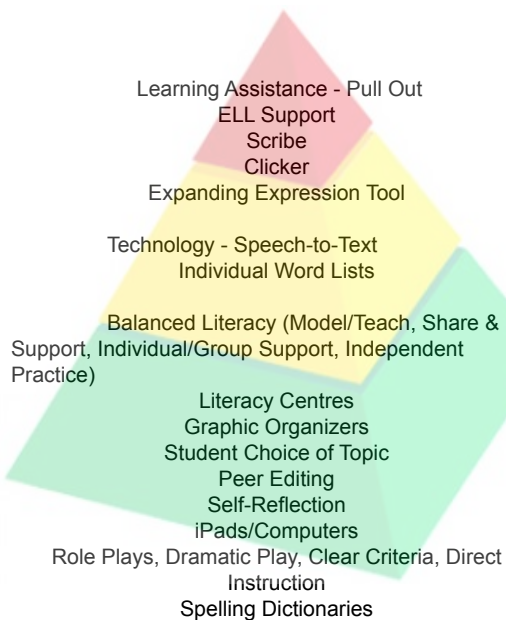 Learning Assistance - Pull Out
ELL Support
Scribe
Clicker
Expanding Expression Tool
Technology - Speech-to-Text
Individual Word Lists
Balanced Literacy (Model/Teach, Share &
Support, Individual/Group Support, Independent
Practice)
Literacy Centres
Graphic Organizers
Student Choice of Topic
Peer Editing
Self-Reflection
iPads/Computers
Role Plays, Dramatic Play, Clear Criteria, Direct
Instruction
Spelling Dictionaries